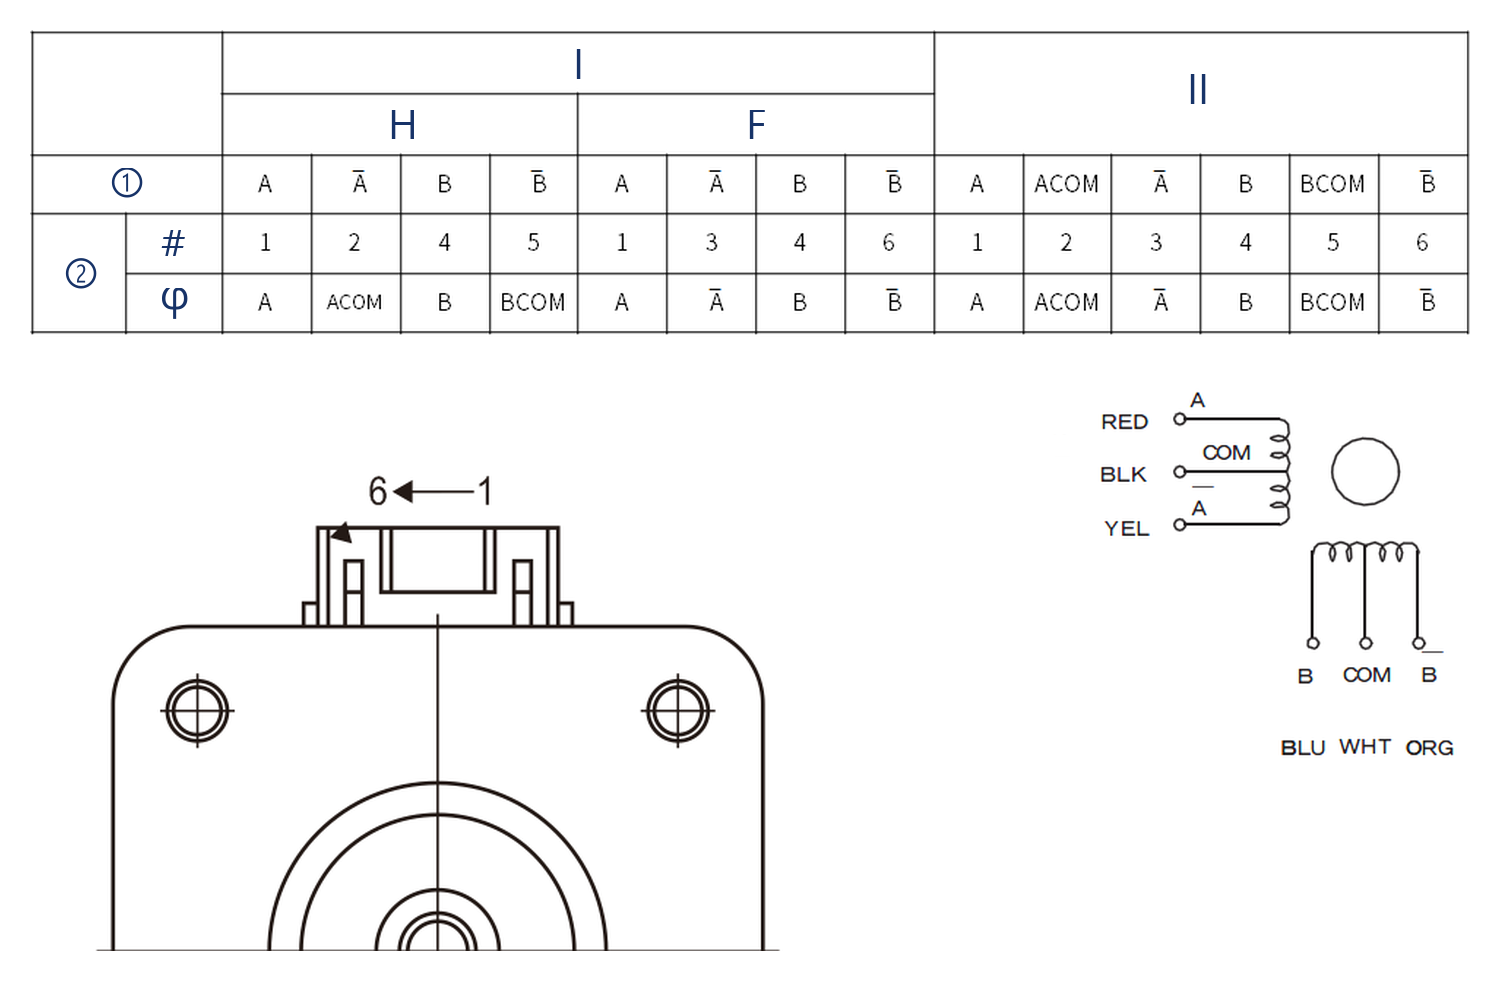 I II
H F
① A A̅ B B̅ A A̅ B B̅ A ACOM A̅ B BCOM B̅
# 1 2 4 5 1 3 4 6 1 2 3 4 5 6
②
φ A ACOM B BCOM A A̅ B B̅ A ACOM A̅ B BCOM B̅
A
RED
COM
BLK
A̅
YEL
6 1
B COM B̅
BLU WHT ORG